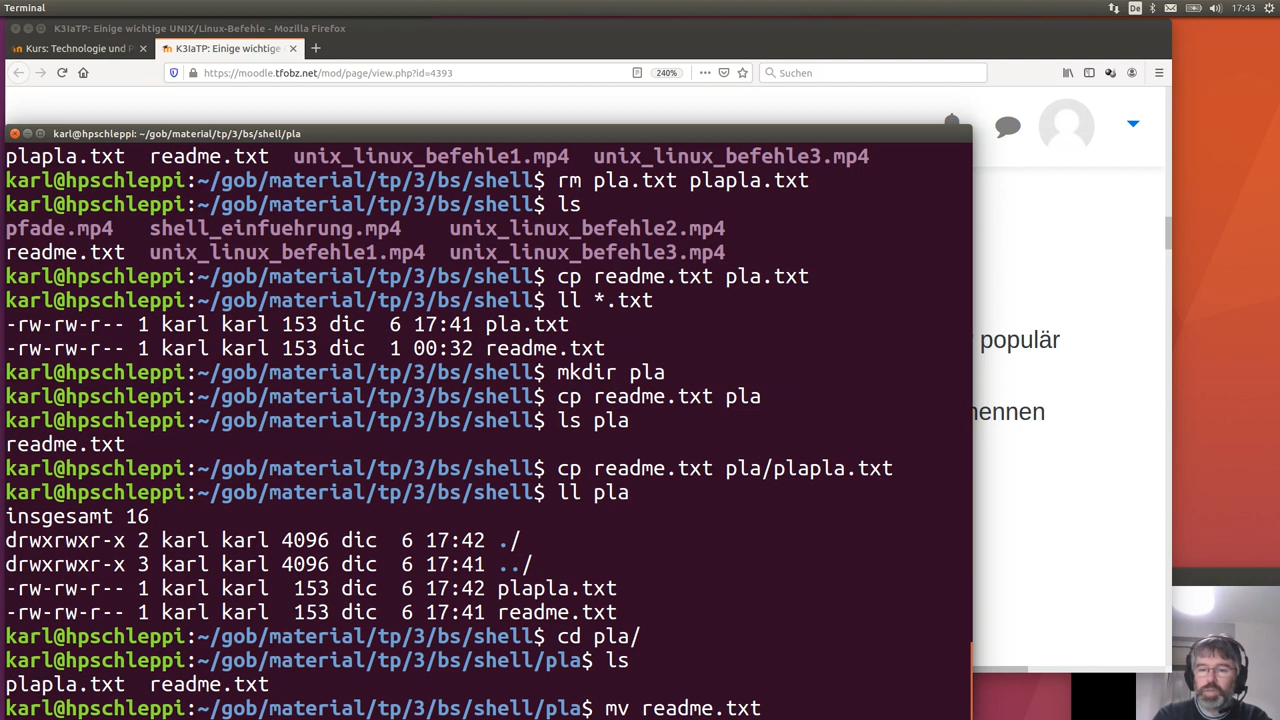 Terminal
De
17:43
K3IaTP: Einige wichtige UNIX/Linux-Befehle - Mozilla Firefox
Kurs: Technologie und P
K3IaTP: Einige wichtige
https://moodle.tfobz.net/mod/page/view.php?id=4393
240%
Suchen
karl@hpschleppi: ~/gob/material/tp/3/bs/shell/pla
plapla.txt readme.txt unix_linux_befehle1.mp4 unix_linux_befehle3.mp4
karl@hpschleppi:~/gob/material/tp/3/bs/shell$ rm pla.txt plapla.txt
karl@hpschleppi:~/gob/material/tp/3/bs/shell$ ls
pfade.mp4 shell_einfuehrung.mp4 unix_linux_befehle2.mp4
readme.txt unix_linux_befehle1.mp4 unix_linux_befehle3.mp4
karl@hpschleppi:~/gob/material/tp/3/bs/shell$ cp readme.txt pla.txt
karl@hpschleppi:~/gob/material/tp/3/bs/shell$ ll *.txt
-rw-rw-r-- 1 karl karl 153 dic 6 17:41 pla.txt
-rw-rw-r-- 1 karl karl 153 dic 1 00:32 readme.txt
karl@hpschleppi:~/gob/material/tp/3/bs/shell$ mkdir pla
karl@hpschleppi:~/gob/material/tp/3/bs/shell$ cp readme.txt pla
karl@hpschleppi:~/gob/material/tp/3/bs/shell$ ls pla
readme.txt
karl@hpschleppi:~/gob/material/tp/3/bs/shell$ cp readme.txt pla/plapla.txt
karl@hpschleppi:~/gob/material/tp/3/bs/shell$ ll pla
insgesamt 16
drwxrwxr-x 2 karl karl 4096 dic 6 17:42 ./
drwxrwxr-x 3 karl karl 4096 dic 6 17:41 ../
-rw-rw-r-- 1 karl karl 153 dic 6 17:42 plapla.txt
-rw-rw-r-- 1 karl karl 153 dic 6 17:41 readme.txt
karl@hpschleppi:~/gob/material/tp/3/bs/shell$ cd pla/
karl@hpschleppi:~/gob/material/tp/3/bs/shell/pla$ ls
plapla.txt readme.txt
karl@hpschleppi:~/gob/material/tp/3/bs/shell/pla$ mv readme.txt
populär